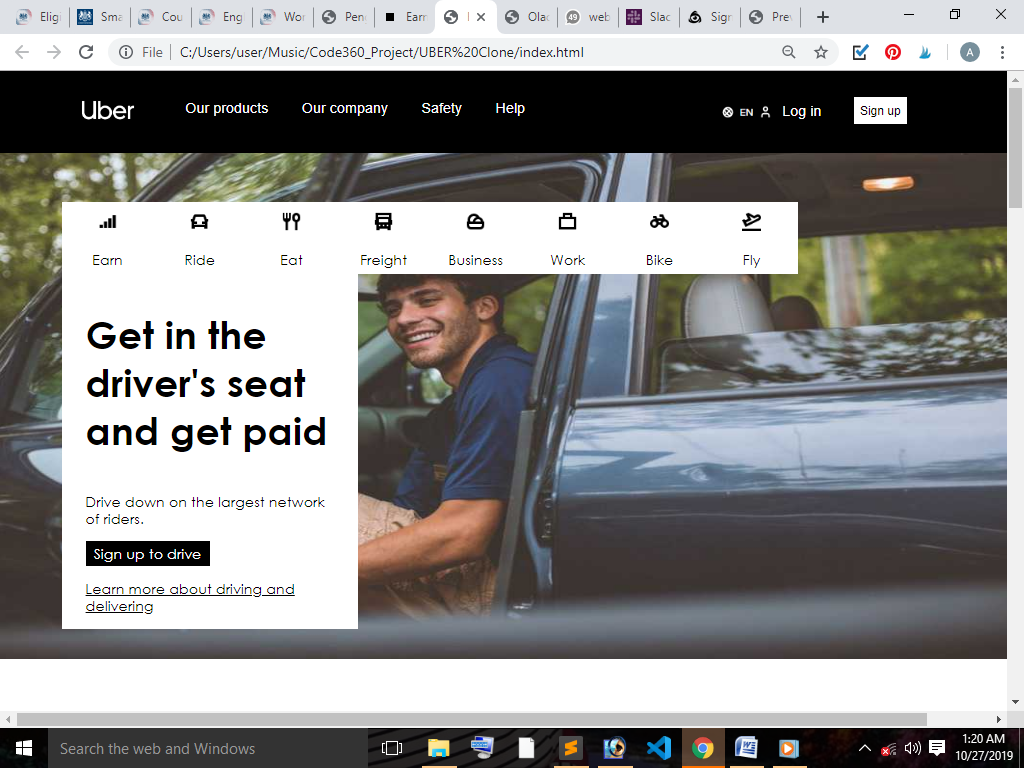 Eligi
Sma
Cou
Eng
Wor
Pen
Earn
Ola
49
web
Slac
Sign
Prev
File
C:/Users/user/Music/Code360_Project/UBER%20Clone/index.html
A
Uber
Our products
Our company
Safety
Help
EN
Log in
Sign up
Earn
Ride
Eat
Freight
Business
Work
Bike
Fly
Get in the
driver's seat
and get paid
Drive down on the largest network
of riders.
Sign up to drive
Learn more about driving and
delivering
Search the web and Windows
1:20 AM
10/27/2019